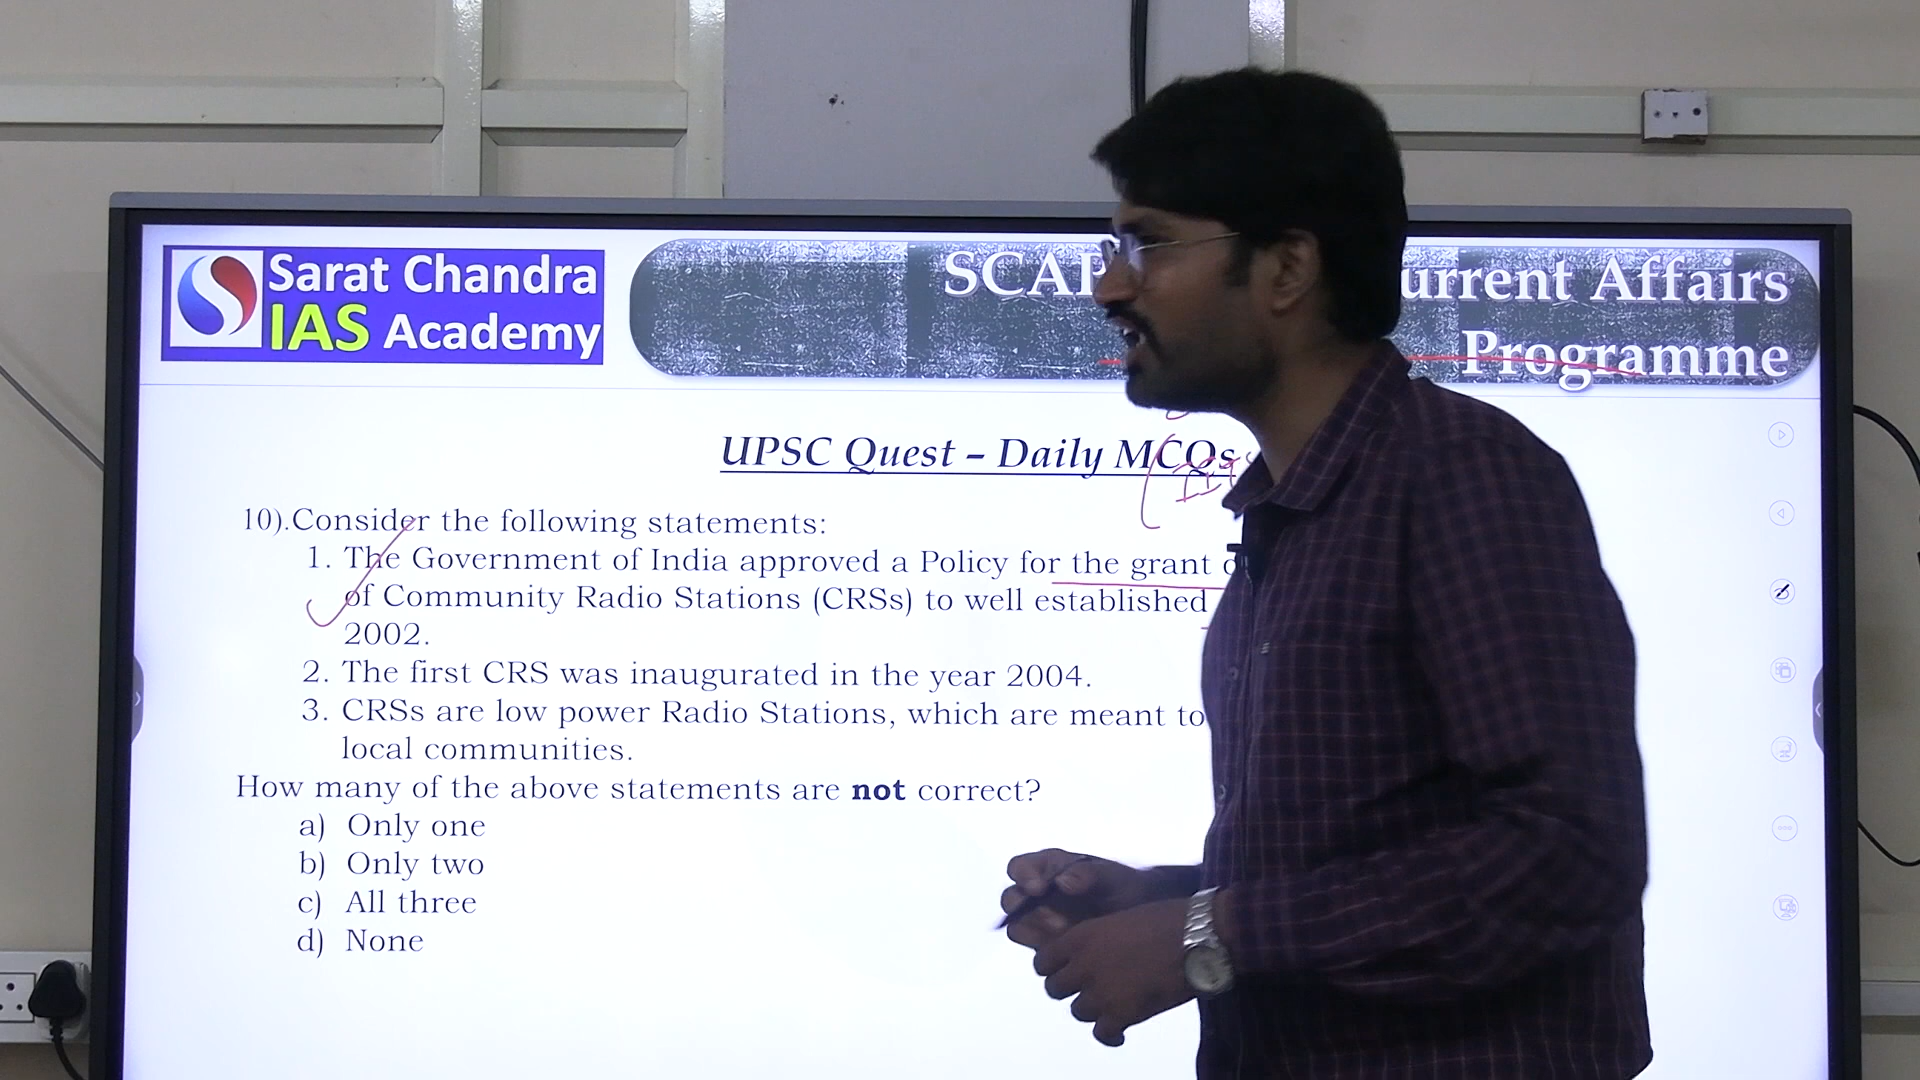 Sarat Chandra
IAS Academy
SCAP urrent Affairs
Programme
UPSC Quest – Daily MCQs
10).Consider the following statements:
1. The Government of India approved a Policy for the grant
of Community Radio Stations (CRSs) to well established
2002.
2. The first CRS was inaugurated in the year 2004.
3. CRSs are low power Radio Stations, which are meant to
local communities.
How many of the above statements are not correct?
a) Only one
b) Only two
c) All three
d) None